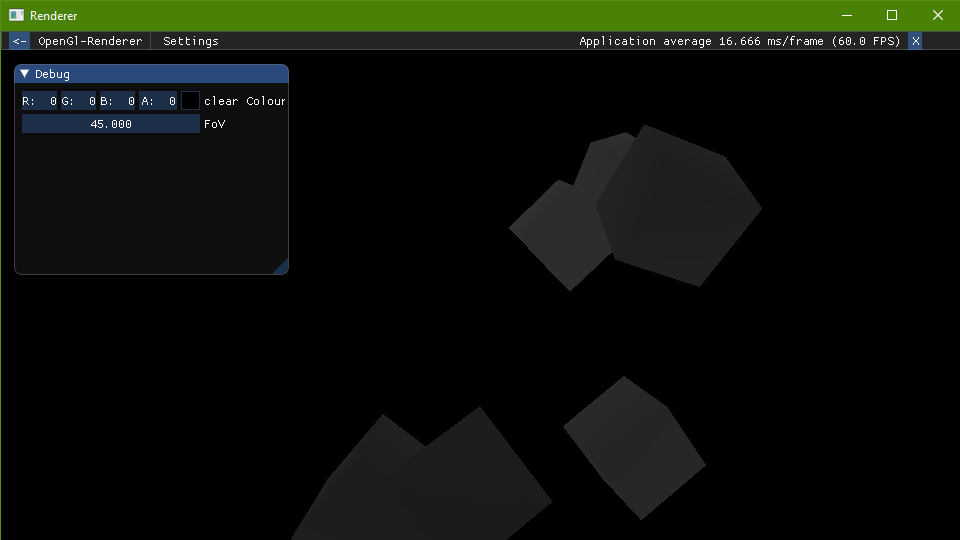 Renderer
<- OpenGl-Renderer Settings Application average 16.666 ms/frame (60.0 FPS) X
Debug
R: 0 G: 0 B: 0 A: 0 clear Colour
45.000 FoV